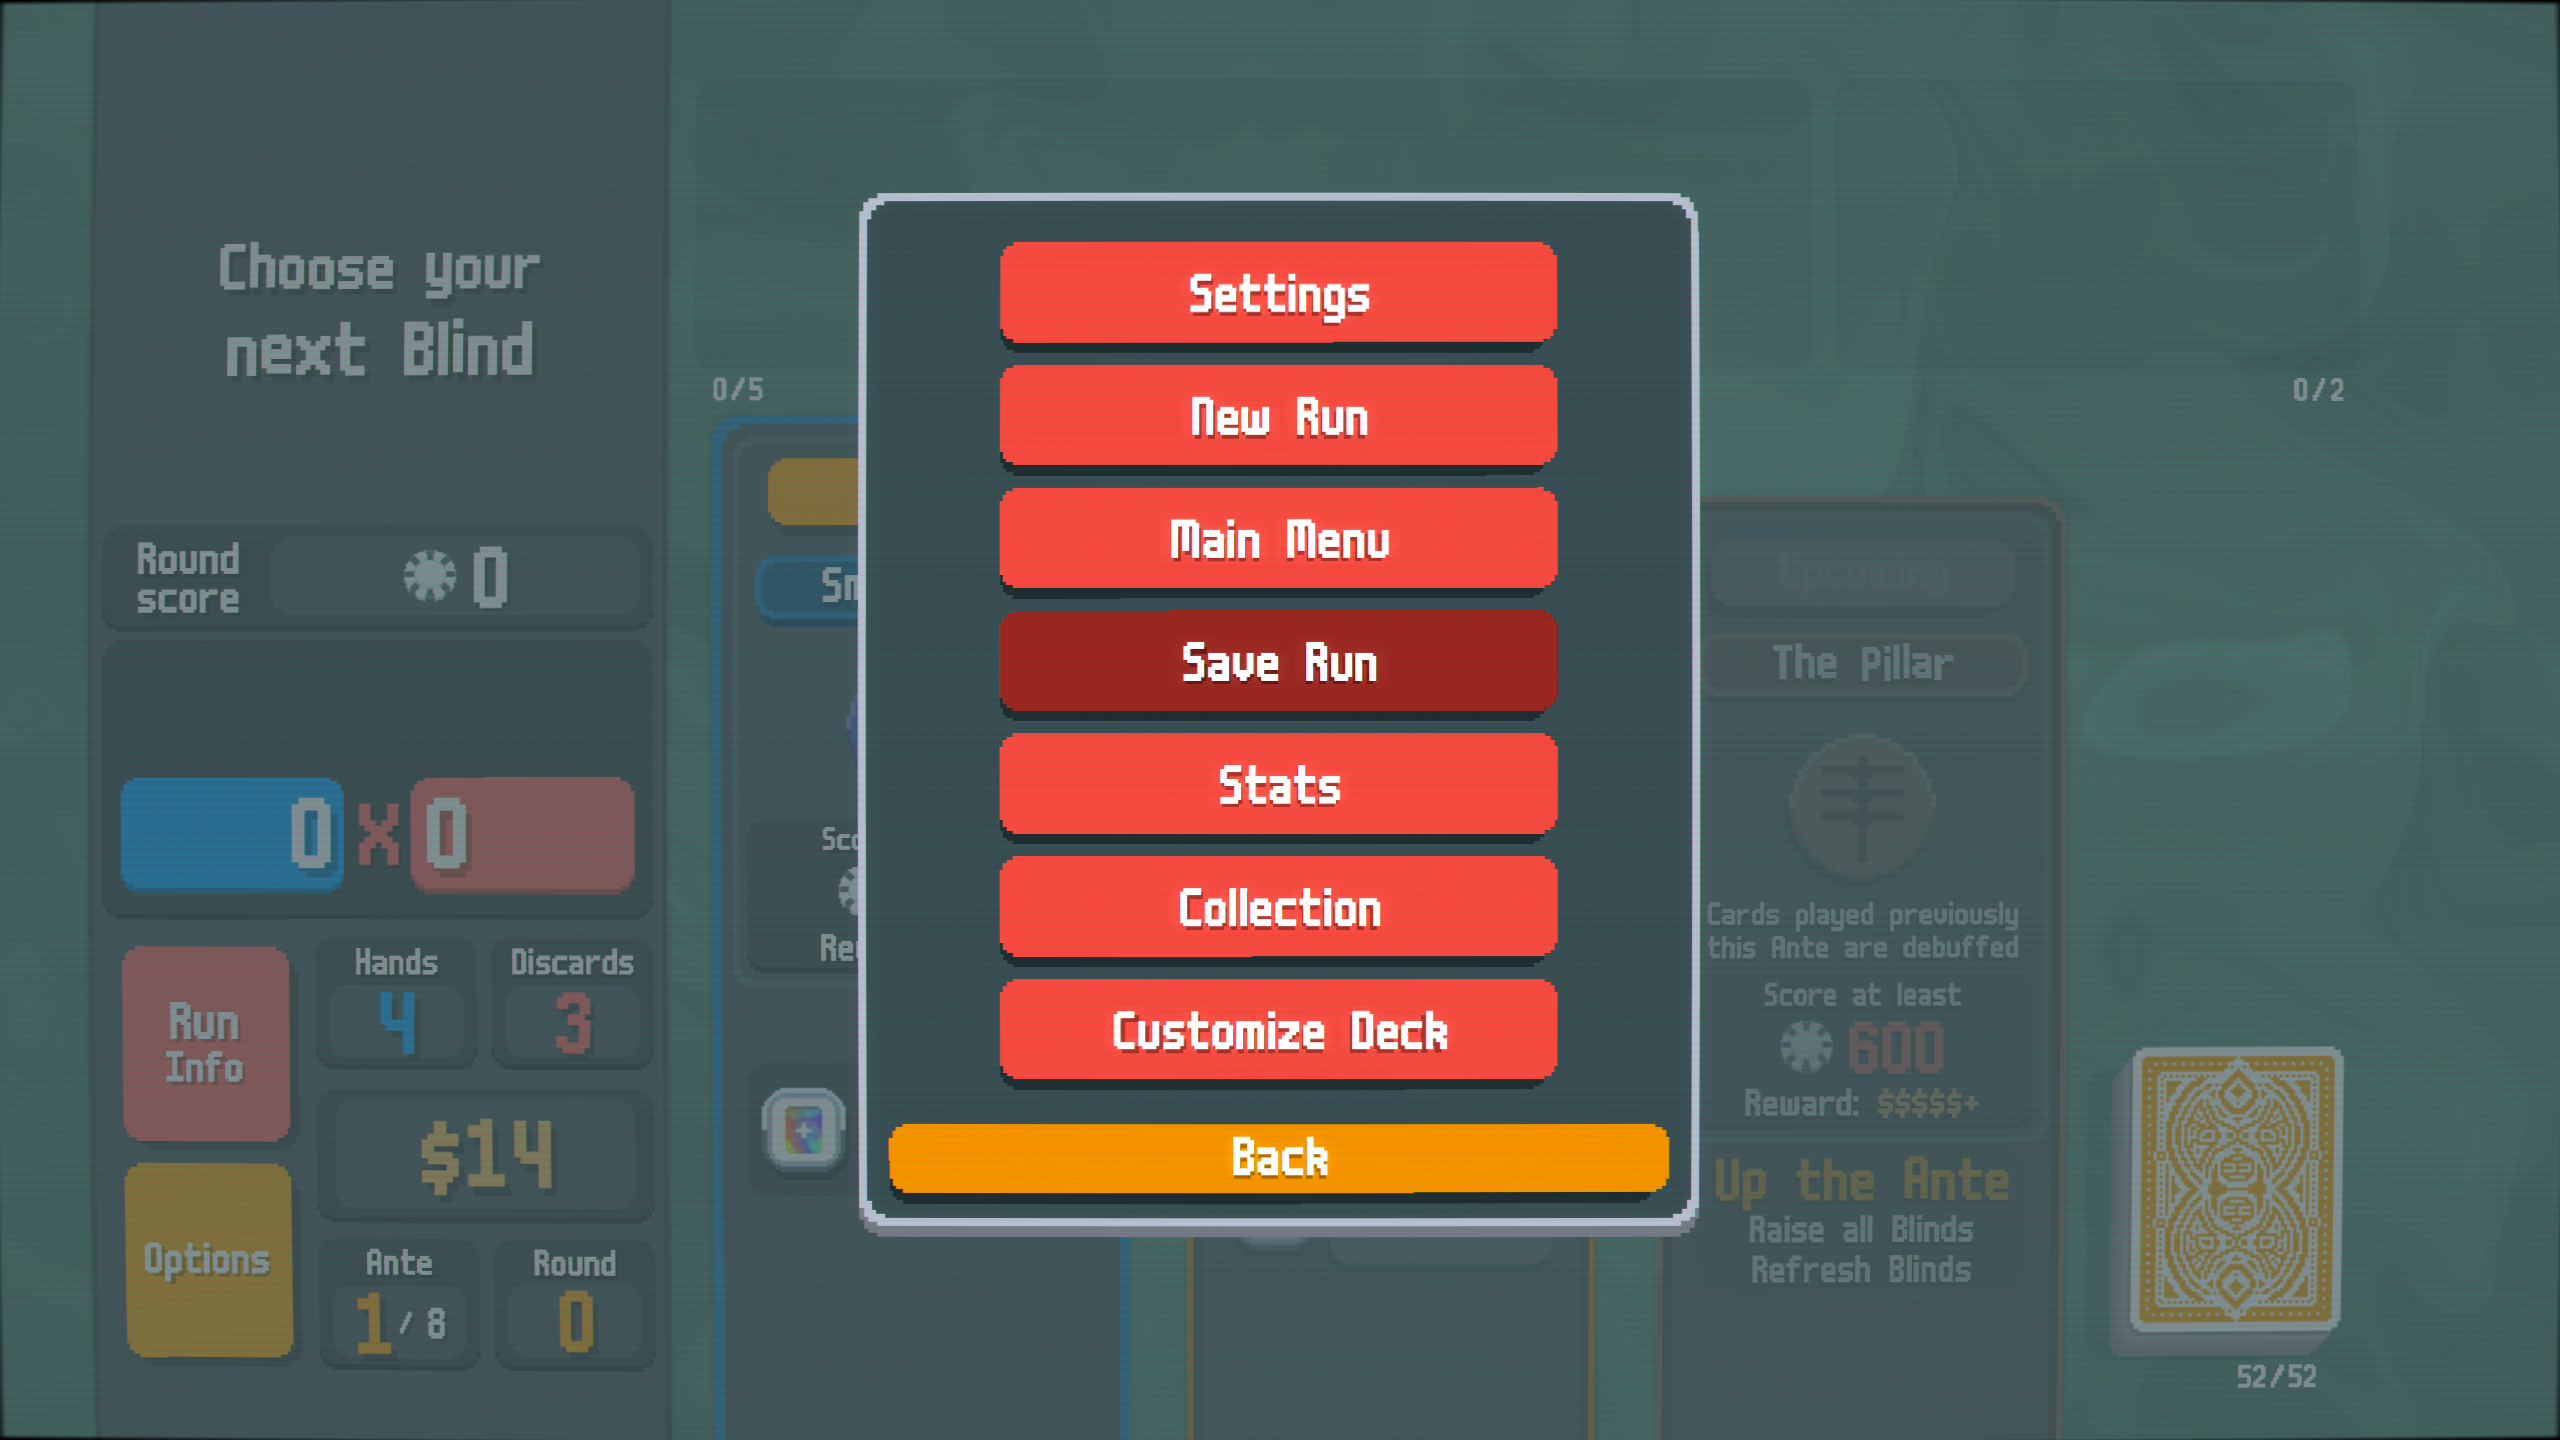 Choose your
next Blind
Round
score
0
0 X 0
Run
Info
Hands
4
Discards
3
$14
Options
Ante
1 / 8
Round
0
0/5
0/2
Settings
New Run
Main Menu
Save Run
Stats
Collection
Customize Deck
Back
Upcoming
The Pillar
Cards played previously
this Ante are debuffed
Score at least
600
Reward: $$$$$+
Up the Ante
Raise all Blinds
Refresh Blinds
52/52